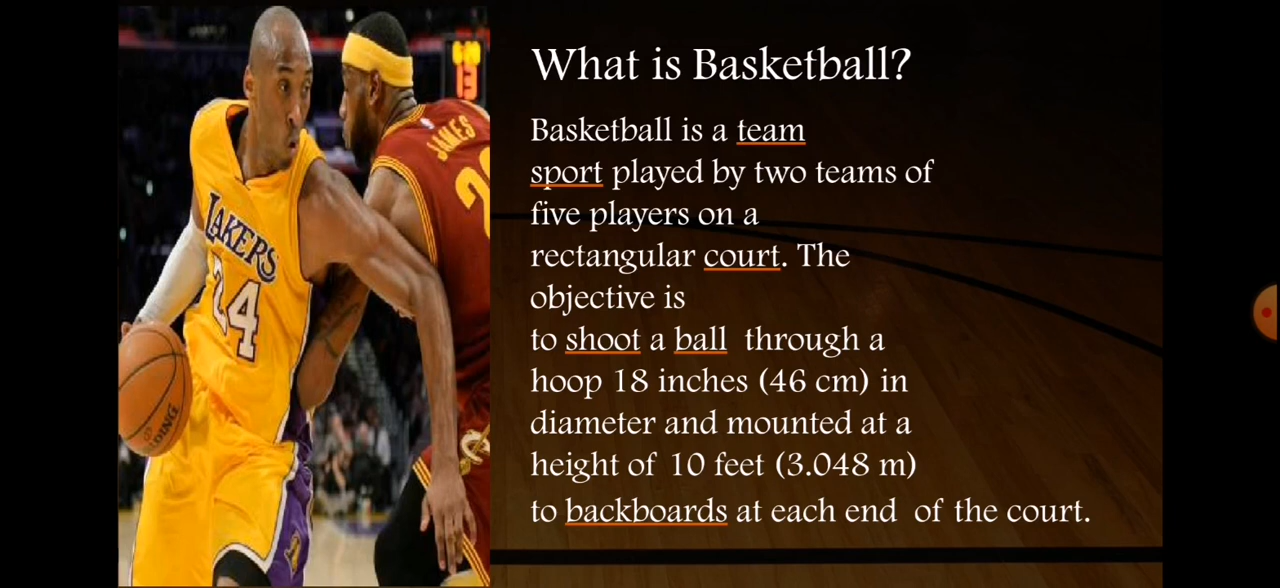 What is Basketball?
Basketball is a team
sport played by two teams of
five players on a
rectangular court. The
objective is
to shoot a ball  through a
hoop 18 inches (46 cm) in
diameter and mounted at a
height of 10 feet (3.048 m)
to backboards at each end  of the court.
LAKERS
24
JAMES
13